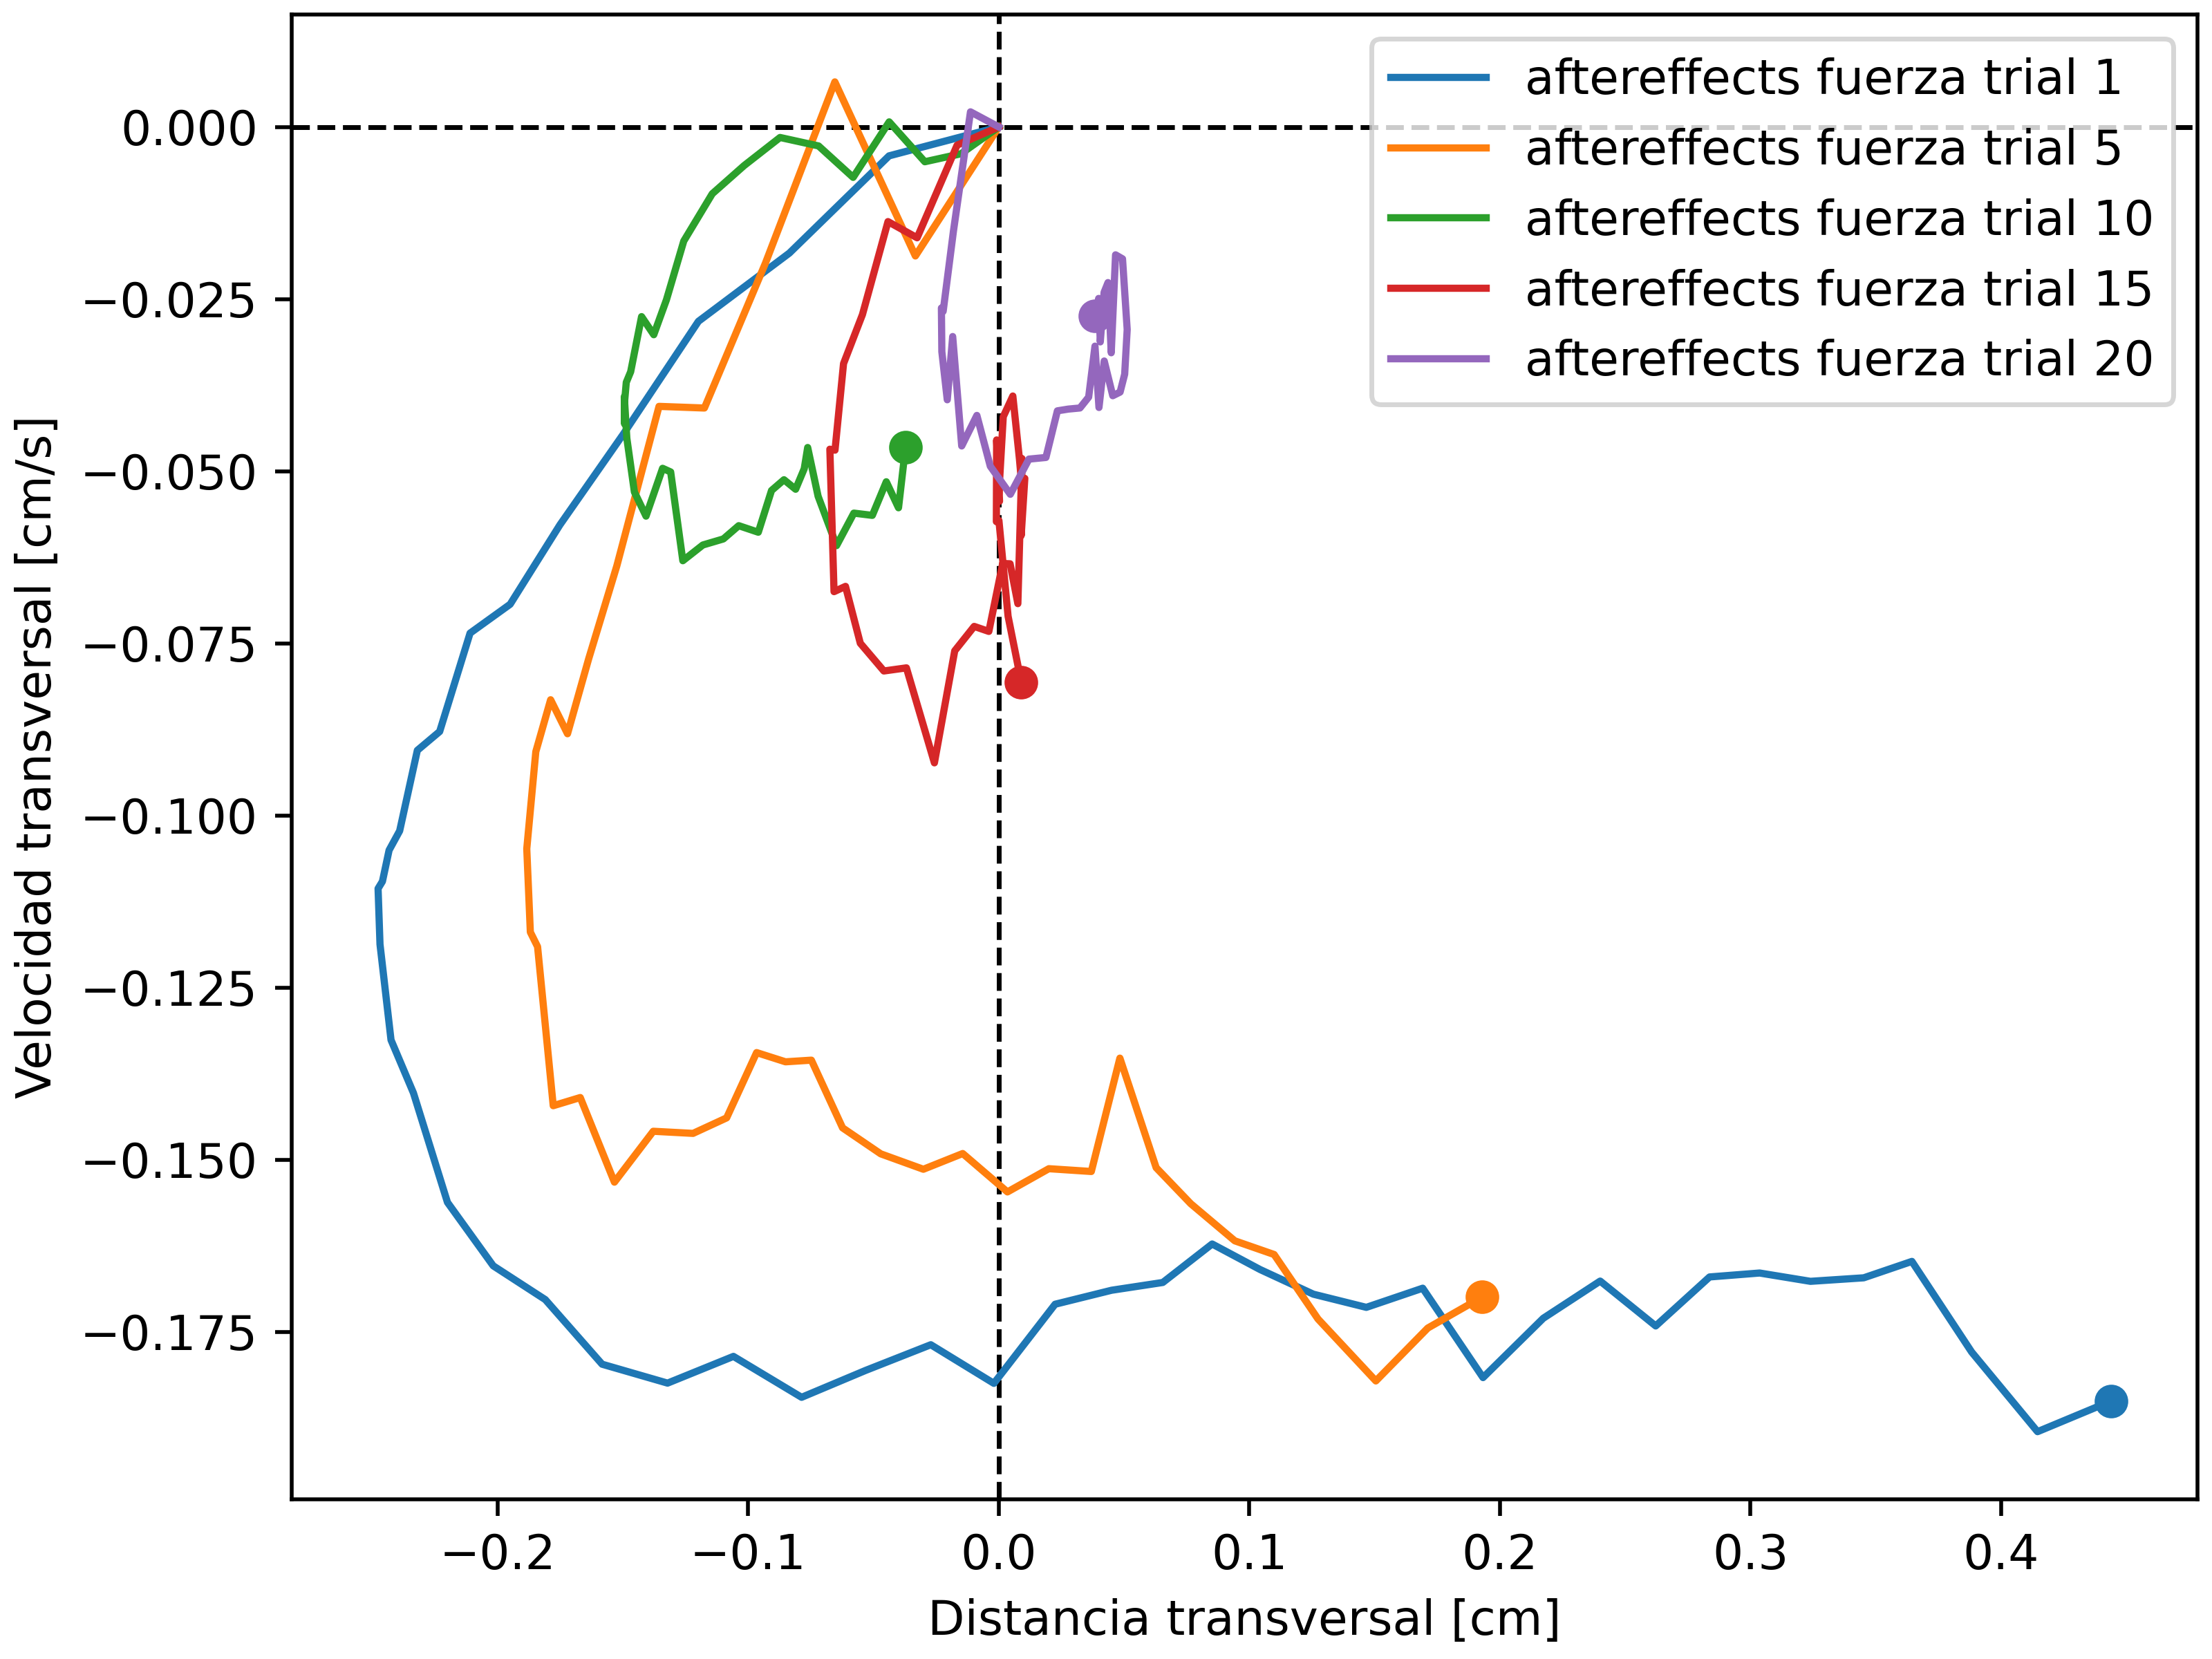 aftereffects fuerza trial 1
aftereffects fuerza trial 5
aftereffects fuerza trial 10
aftereffects fuerza trial 15
aftereffects fuerza trial 20
Velocidad transversal [cm/s]
0.000
−0.025
−0.050
−0.075
−0.100
−0.125
−0.150
−0.175
−0.2 −0.1 0.0 0.1 0.2 0.3 0.4
Distancia transversal [cm]